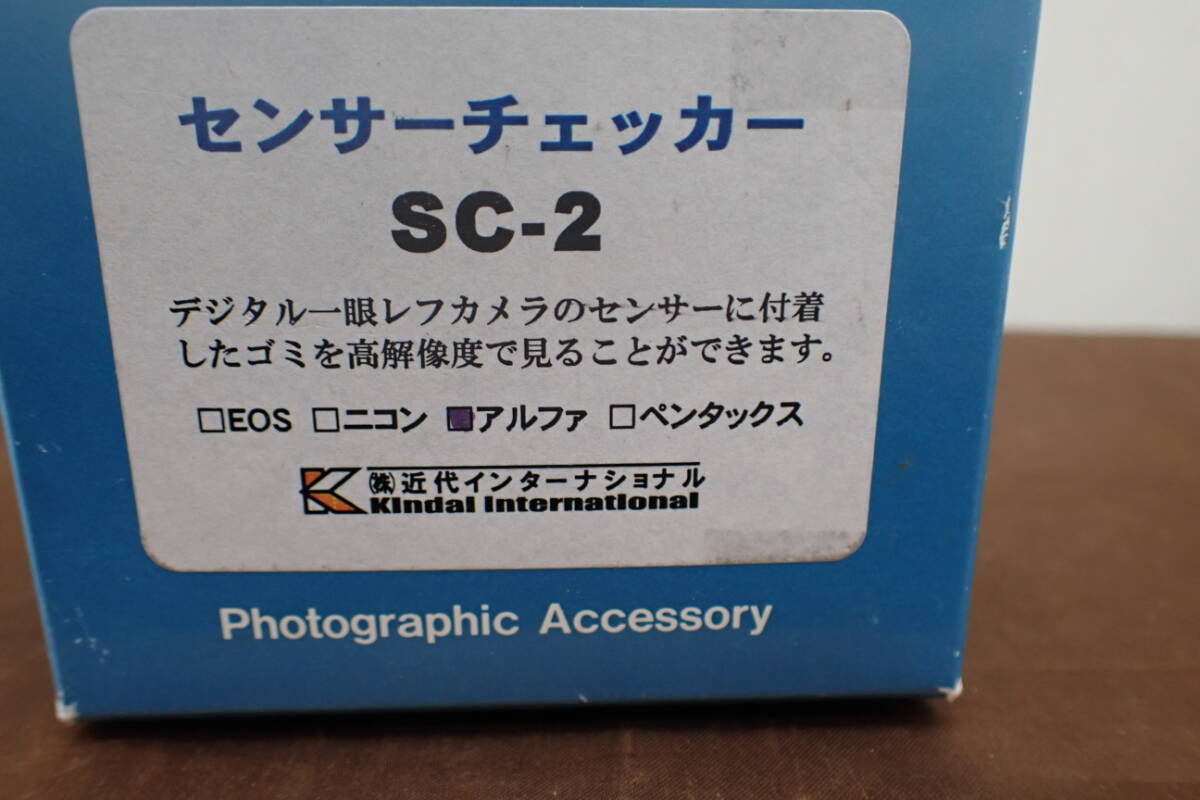 センサーチェッカー
SC-2
デジタル一眼レフカメラのセンサーに付着
したゴミを高解像度で見ることができます。
□EOS □ニコン ■アルファ □ペンタックス
㈱近代インターナショナル
Kindai International
Photographic Accessory